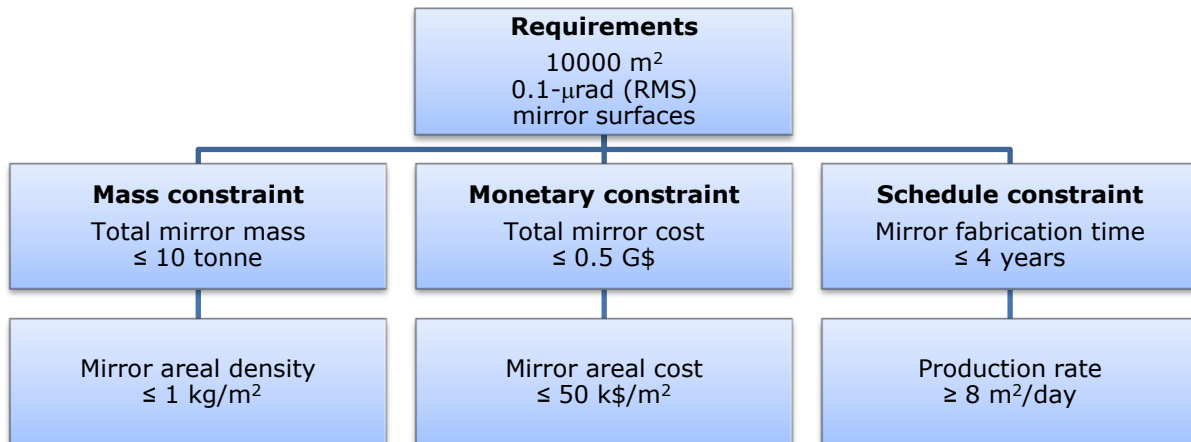 Requirements
10000 m²
0.1-μrad (RMS)
mirror surfaces
Mass constraint
Total mirror mass
≤ 10 tonne
Monetary constraint
Total mirror cost
≤ 0.5 G$
Schedule constraint
Mirror fabrication time
≤ 4 years
Mirror areal density
≤ 1 kg/m²
Mirror areal cost
≤ 50 k$/m²
Production rate
≥ 8 m²/day